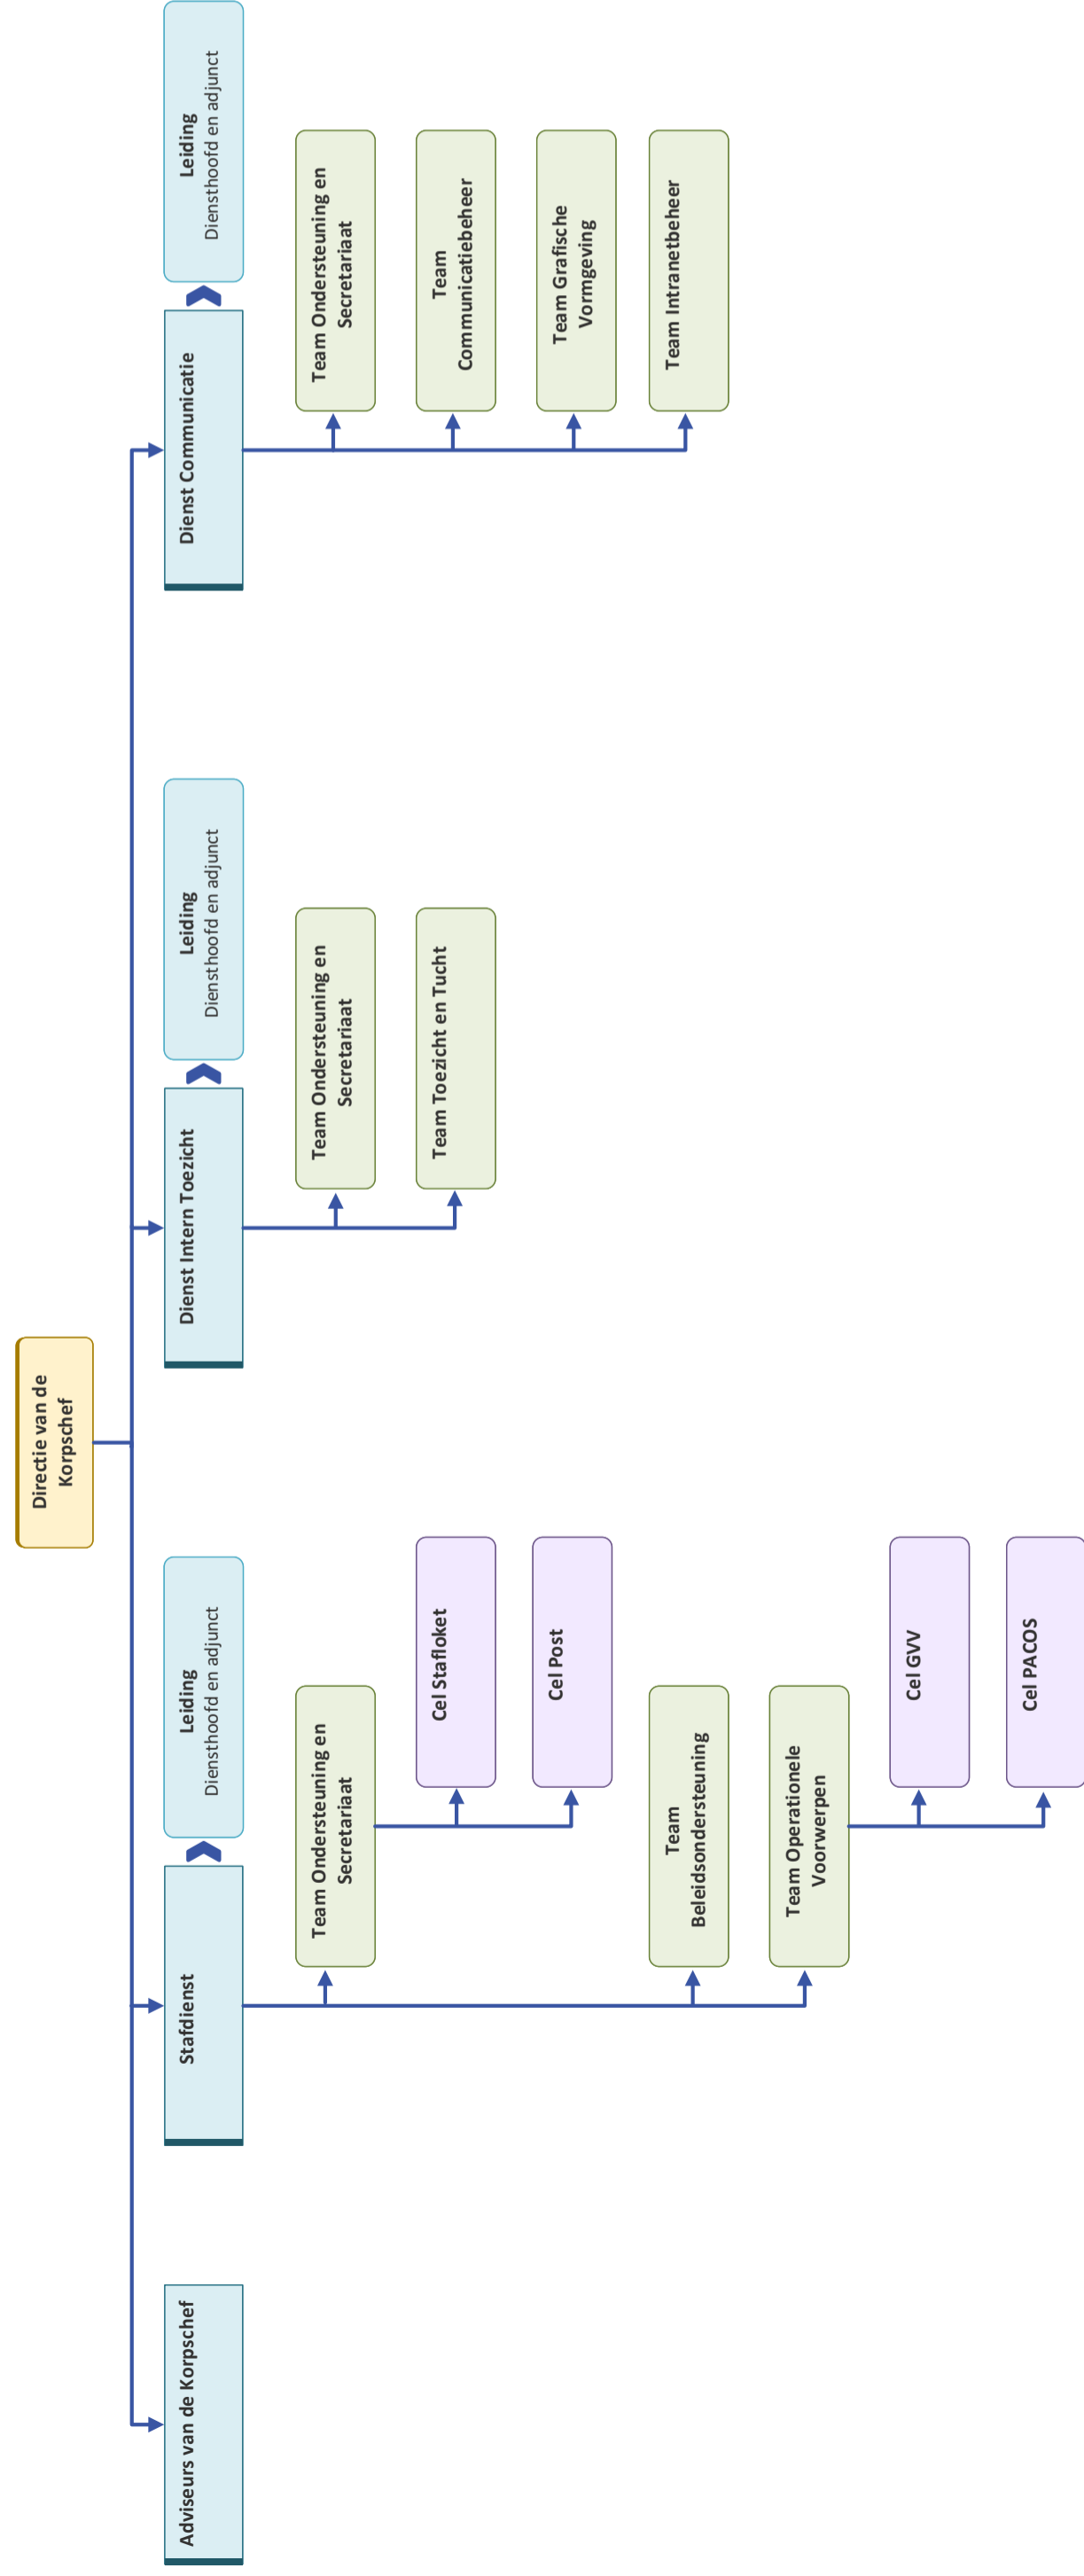 Directie van de
Korpschef
Adviseurs van de Korpschef
Stafdienst
Leiding
Diensthoofd en adjunct
Team Ondersteuning en
Secretariaat
Cel Stafloket
Cel Post
Team
Beleidsondersteuning
Team Operationele
Voorwerpen
Cel GVV
Cel PACOS
Dienst Intern Toezicht
Leiding
Diensthoofd en adjunct
Team Ondersteuning en
Secretariaat
Team Toezicht en Tucht
Dienst Communicatie
Leiding
Diensthoofd en adjunct
Team Ondersteuning en
Secretariaat
Team
Communicatiebeheer
Team Grafische
Vormgeving
Team Intranetbeheer